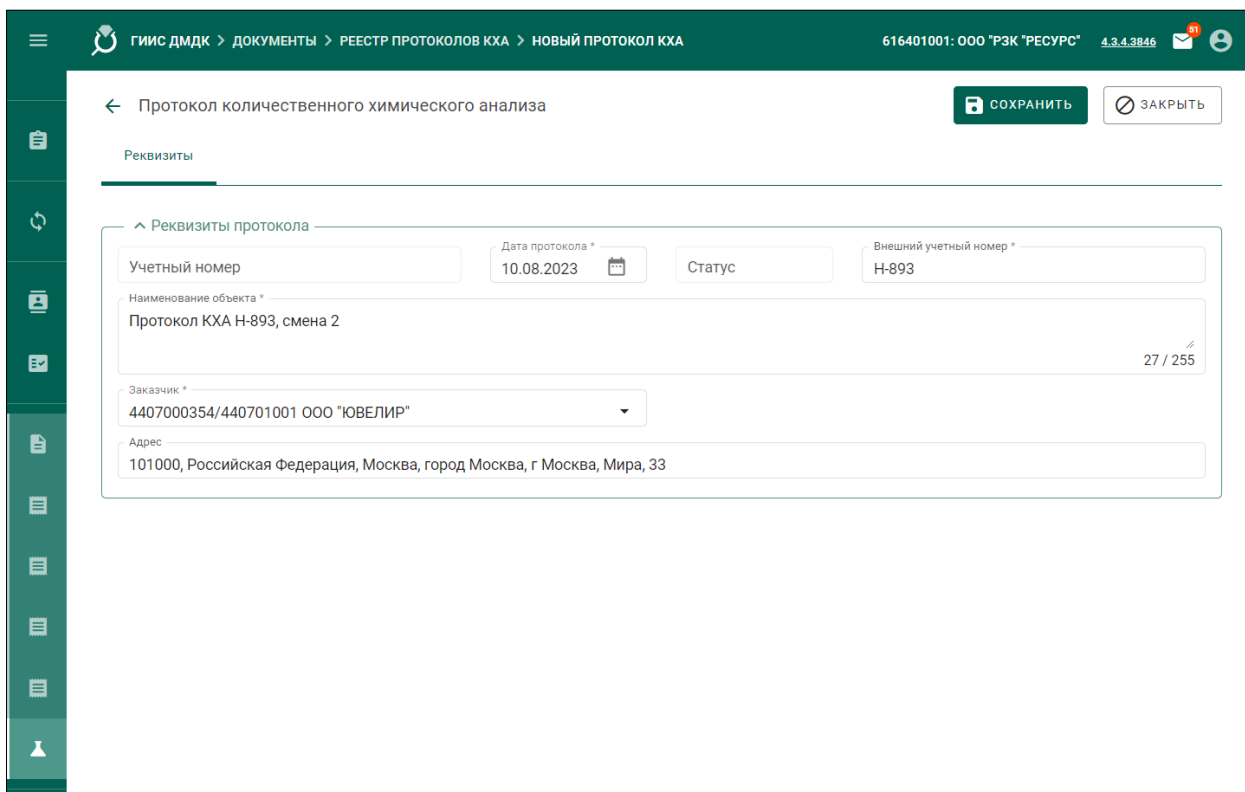 ГИИС ДМДК > ДОКУМЕНТЫ > РЕЕСТР ПРОТОКОЛОВ КХА > НОВЫЙ ПРОТОКОЛ КХА
616401001: ООО "РЗК "РЕСУРС"
4.3.4.3846
51
Протокол количественного химического анализа
СОХРАНИТЬ
ЗАКРЫТЬ
Реквизиты
Реквизиты протокола
Учетный номер
Дата протокола *
10.08.2023
Статус
Внешний учетный номер *
Н-893
Наименование объекта *
Протокол КХА Н-893, смена 2
27 / 255
Заказчик *
4407000354/440701001 ООО "ЮВЕЛИР"
Адрес
101000, Российская Федерация, Москва, город Москва, г Москва, Мира, 33